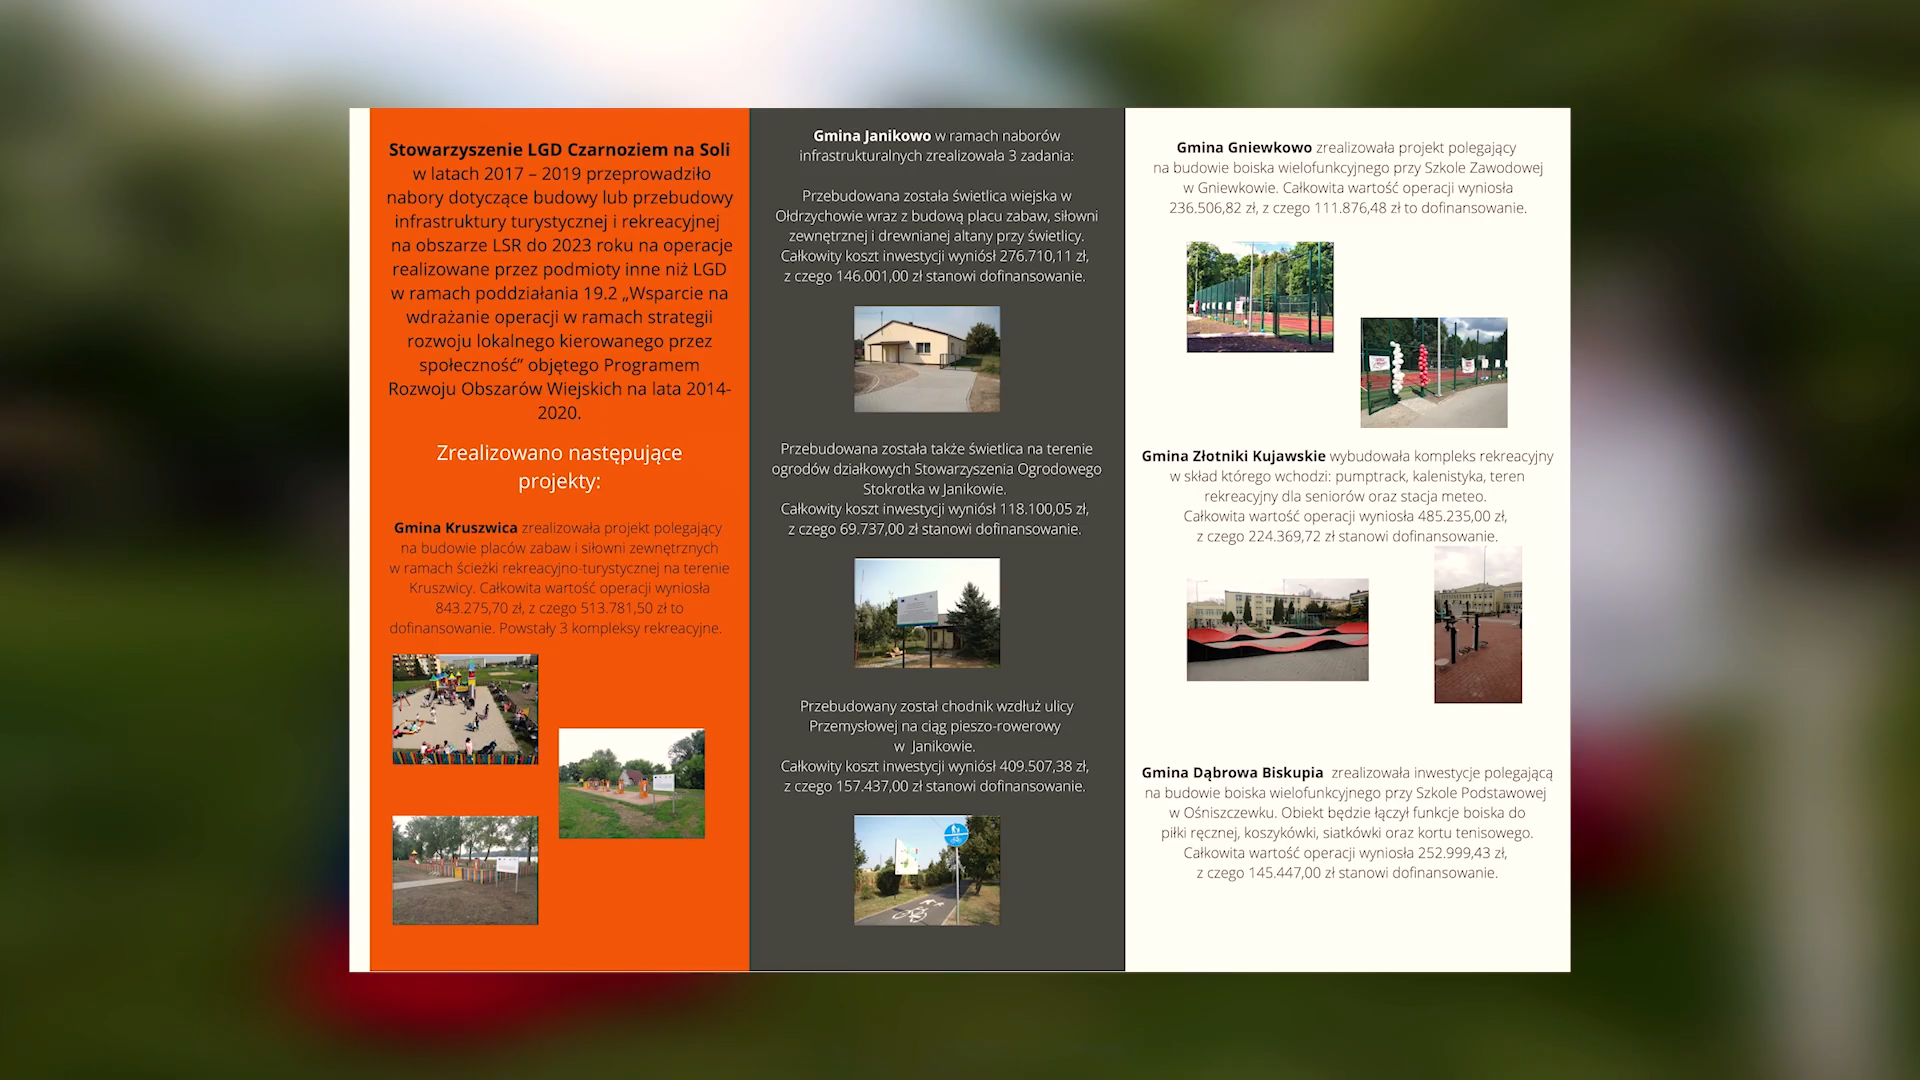 Stowarzyszenie LGD Czarnoziem na Soli
w latach 2017 – 2019 przeprowadziło
nabory dotyczące budowy lub przebudowy
infrastruktury turystycznej i rekreacyjnej
na obszarze LSR do 2023 roku na operacje
realizowane przez podmioty inne niż LGD
w ramach poddziałania 19.2 „Wsparcie na
wdrażanie operacji w ramach strategii
rozwoju lokalnego kierowanego przez
społeczność” objętego Programem
Rozwoju Obszarów Wiejskich na lata 2014-
2020.
Zrealizowano następujące
projekty:
Gmina Kruszwica zrealizowała projekt polegający
na budowie placów zabaw i siłowni zewnętrznych
w ramach ścieżki rekreacyjno-turystycznej na terenie
Kruszwicy. Całkowita wartość operacji wyniosła
843.275,70 zł, z czego 513.781,50 zł to
dofinansowanie. Powstały 3 kompleksy rekreacyjne.
Gmina Janikowo w ramach naborów
infrastrukturalnych zrealizowała 3 zadania:
Przebudowana została świetlica wiejska w
Ołdrzychowie wraz z budową placu zabaw, siłowni
zewnętrznej i drewnianej altany przy świetlicy.
Całkowity koszt inwestycji wyniósł 276.710,11 zł,
z czego 146.001,00 zł stanowi dofinansowanie.
Przebudowana została także świetlica na terenie
ogrodów działkowych Stowarzyszenia Ogrodowego
Stokrotka w Janikowie.
Całkowity koszt inwestycji wyniósł 118.100,05 zł,
z czego 69.737,00 zł stanowi dofinansowanie.
Przebudowany został chodnik wzdłuż ulicy
Przemysłowej na ciąg pieszo-rowerowy
w Janikowie.
Całkowity koszt inwestycji wyniósł 409.507,38 zł,
z czego 157.437,00 zł stanowi dofinansowanie.
Gmina Gniewkowo zrealizowała projekt polegający
na budowie boiska wielofunkcyjnego przy Szkole Zawodowej
w Gniewkowie. Całkowita wartość operacji wyniosła
236.506,82 zł, z czego 111.876,48 zł to dofinansowanie.
Gmina Złotniki Kujawskie wybudowała kompleks rekreacyjny
w skład którego wchodzi: pumptrack, kalenistyka, teren
rekreacyjny dla seniorów oraz stacja meteo.
Całkowita wartość operacji wyniosła 485.235,00 zł,
z czego 224.369,72 zł stanowi dofinansowanie.
Gmina Dąbrowa Biskupia zrealizowała inwestycje polegającą
na budowie boiska wielofunkcyjnego przy Szkole Podstawowej
w Ośniszczewku. Obiekt będzie łączył funkcje boiska do
piłki ręcznej, koszykówki, siatkówki oraz kortu tenisowego.
Całkowita wartość operacji wyniosła 252.999,43 zł,
z czego 145.447,00 zł stanowi dofinansowanie.